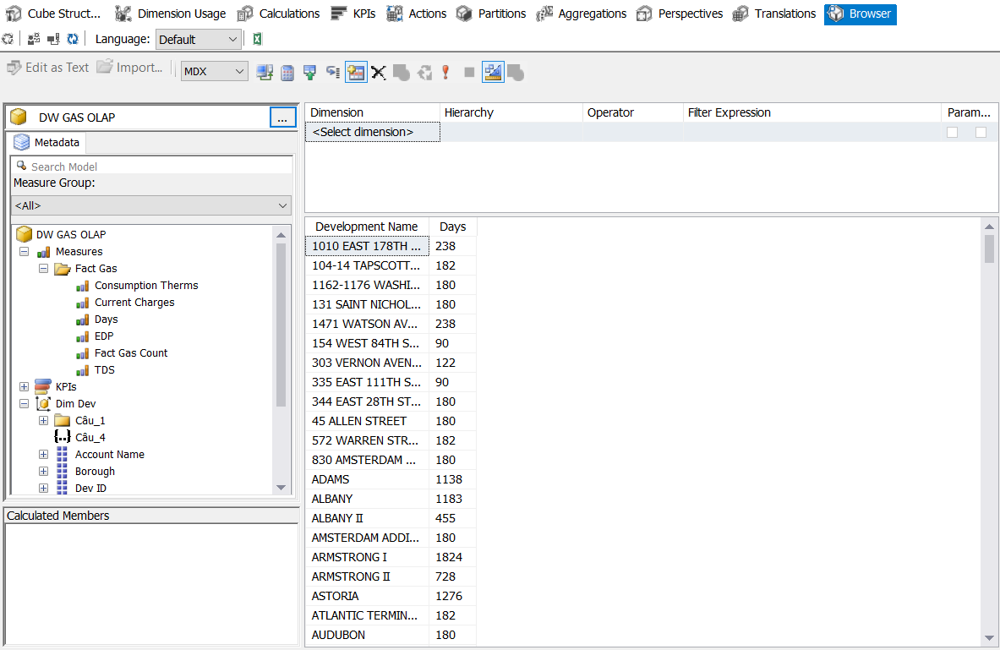 Cube Struct... Dimension Usage Calculations KPIs Actions Partitions Aggregations Perspectives Translations Browser
Language: Default
Edit as Text Import... MDX
DW GAS OLAP ...
Metadata
Search Model
Measure Group:
<All>
DW GAS OLAP
Measures
Fact Gas
Consumption Therms
Current Charges
Days
EDP
Fact Gas Count
TDS
KPIs
Dim Dev
Câu_1
Câu_4
Account Name
Borough
Dev ID
Calculated Members
Dimension Hierarchy Operator Filter Expression Param...
<Select dimension>
Development Name Days
1010 EAST 178TH ... 238
104-14 TAPSCOTT... 182
1162-1176 WASHI... 180
131 SAINT NICHOL... 180
1471 WATSON AV... 238
154 WEST 84TH S... 90
303 VERNON AVEN... 122
335 EAST 111TH S... 90
344 EAST 28TH ST... 180
45 ALLEN STREET 180
572 WARREN STR... 182
830 AMSTERDAM ... 180
ADAMS 1138
ALBANY 1183
ALBANY II 455
AMSTERDAM ADDI... 180
ARMSTRONG I 1824
ARMSTRONG II 728
ASTORIA 1276
ATLANTIC TERMIN... 182
AUDUBON 180